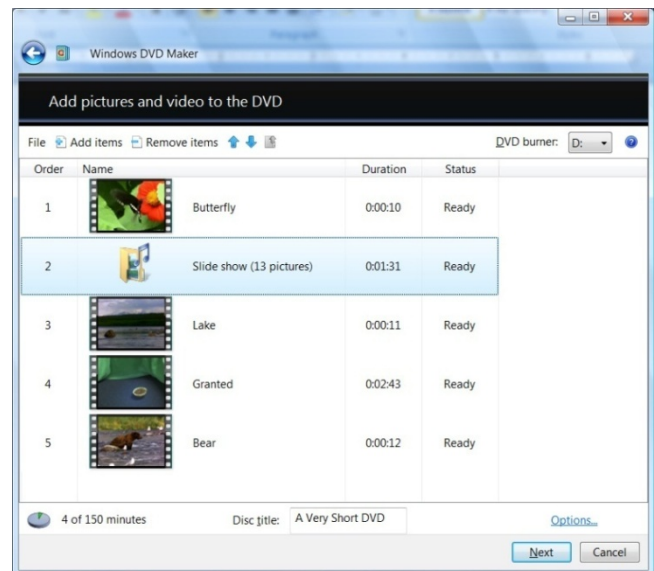 Windows DVD Maker
Add pictures and video to the DVD
File Add items Remove items DVD burner: D:
Order Name Duration Status
1 Butterfly 0:00:10 Ready
2 Slide show (13 pictures) 0:01:31 Ready
3 Lake 0:00:11 Ready
4 Granted 0:02:43 Ready
5 Bear 0:00:12 Ready
4 of 150 minutes Disc title: A Very Short DVD Options...
Next Cancel